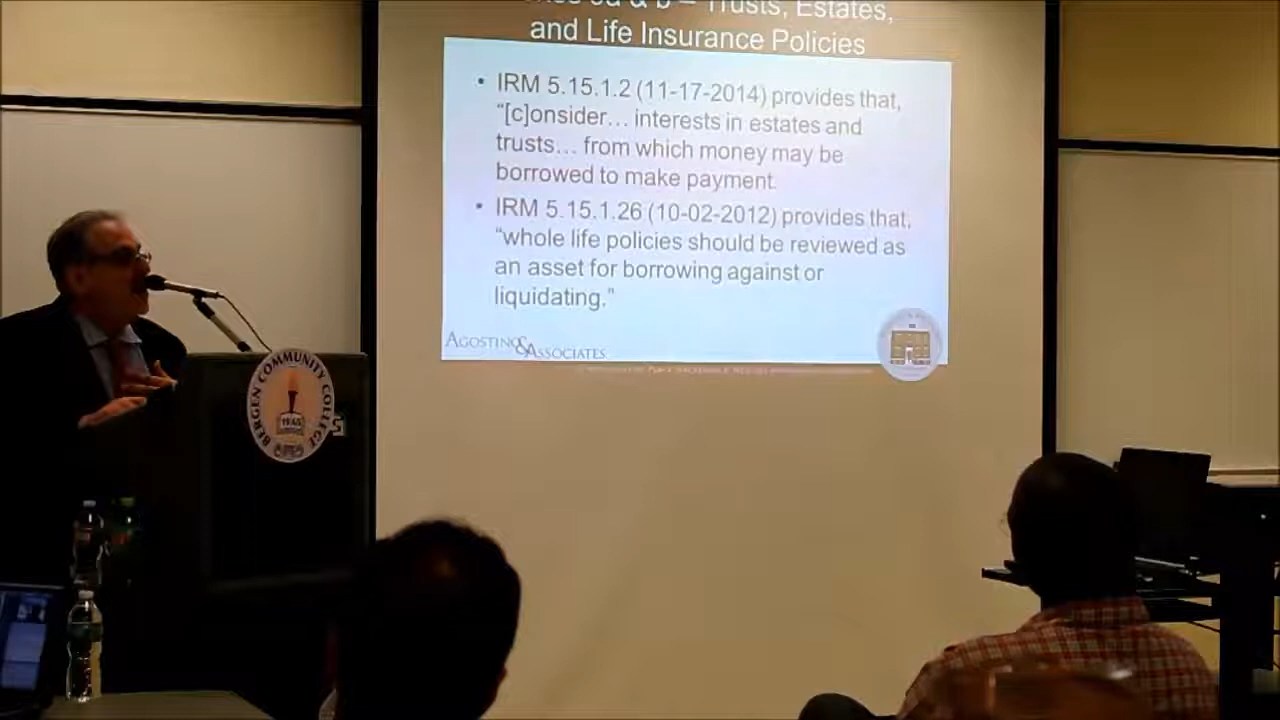 & b – Trusts, Estates,
and Life Insurance Policies
• IRM 5.15.1.2 (11-17-2014) provides that,
“[c]onsider… interests in estates and
trusts… from which money may be
borrowed to make payment.
• IRM 5.15.1.26 (10-02-2012) provides that,
“whole life policies should be reviewed as
an asset for borrowing against or
liquidating.”
AGOSTINO & ASSOCIATES
BERGEN COMMUNITY COLLEGE
1965